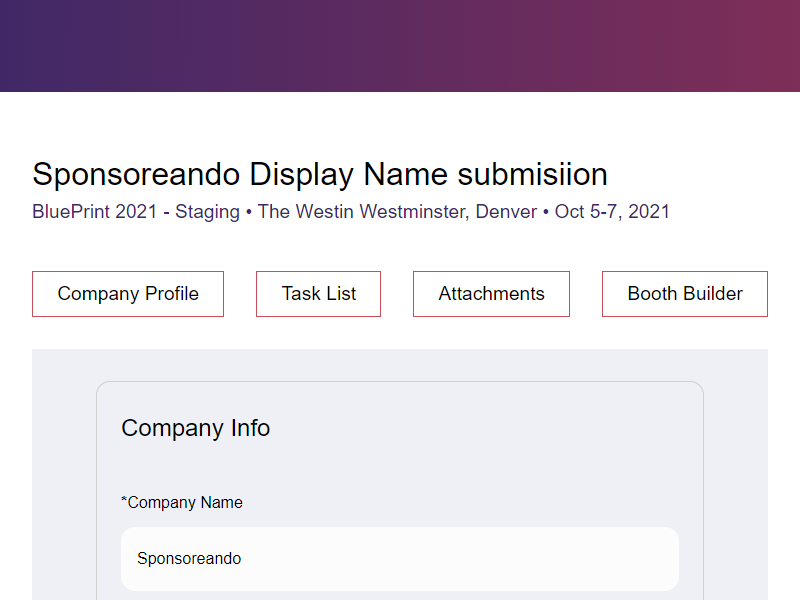 Sponsoreando Display Name submisiion
BluePrint 2021 - Staging • The Westin Westminster, Denver • Oct 5-7, 2021
Company Profile
Task List
Attachments
Booth Builder
Company Info
*Company Name
Sponsoreando